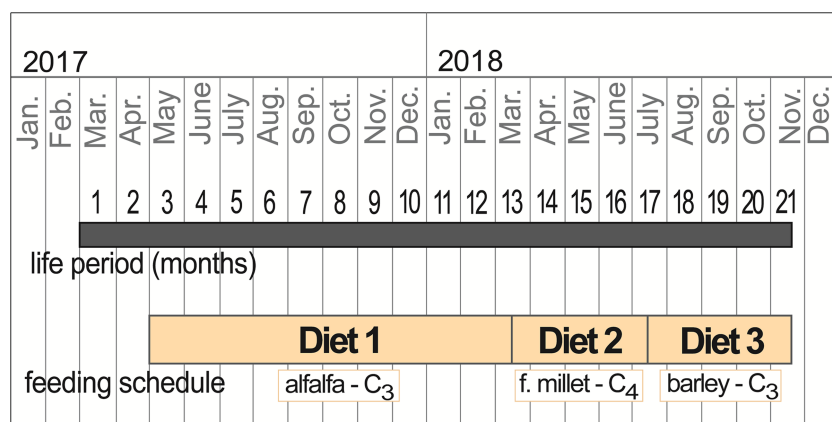 2017 2018
Jan. Feb. Mar. Apr. May June July Aug. Sep. Oct. Nov. Dec. Jan. Feb. Mar. Apr. May June July Aug. Sep. Oct. Nov. Dec.
1 2 3 4 5 6 7 8 9 10 11 12 13 14 15 16 17 18 19 20 21
life period (months)
Diet 1 Diet 2 Diet 3
feeding schedule alfalfa - C₃ f. millet - C₄ barley - C₃